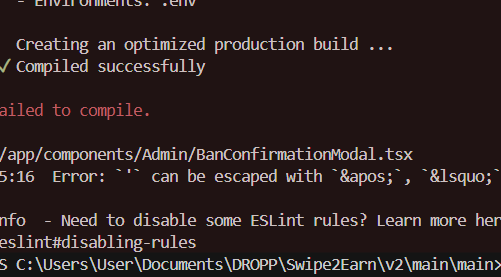 - Environments: .env
Creating an optimized production build ...
✓ Compiled successfully
ailed to compile.
/app/components/Admin/BanConfirmationModal.tsx
5:16  Error: `'` can be escaped with `&apos;`, `&lsquo;`
nfo  - Need to disable some ESLint rules? Learn more her
eslint#disabling-rules
S C:\Users\User\Documents\DROPP\Swipe2Earn\v2\main\main>